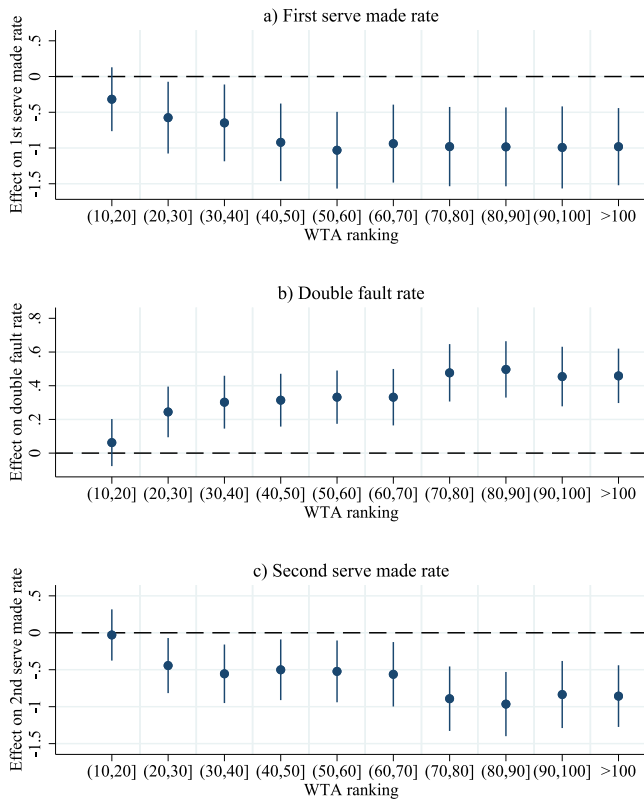 a) First serve made rate
Effect on 1st serve made rate
.5
0
-.5
-1
-1.5
(10,20] (20,30] (30,40] (40,50] (50,60] (60,70] (70,80] (80,90] (90,100] >100
WTA ranking
b) Double fault rate
Effect on double fault rate
.8
.6
.4
.2
0
(10,20] (20,30] (30,40] (40,50] (50,60] (60,70] (70,80] (80,90] (90,100] >100
WTA ranking
c) Second serve made rate
Effect on 2nd serve made rate
.5
0
-.5
-1
-1.5
(10,20] (20,30] (30,40] (40,50] (50,60] (60,70] (70,80] (80,90] (90,100] >100
WTA ranking